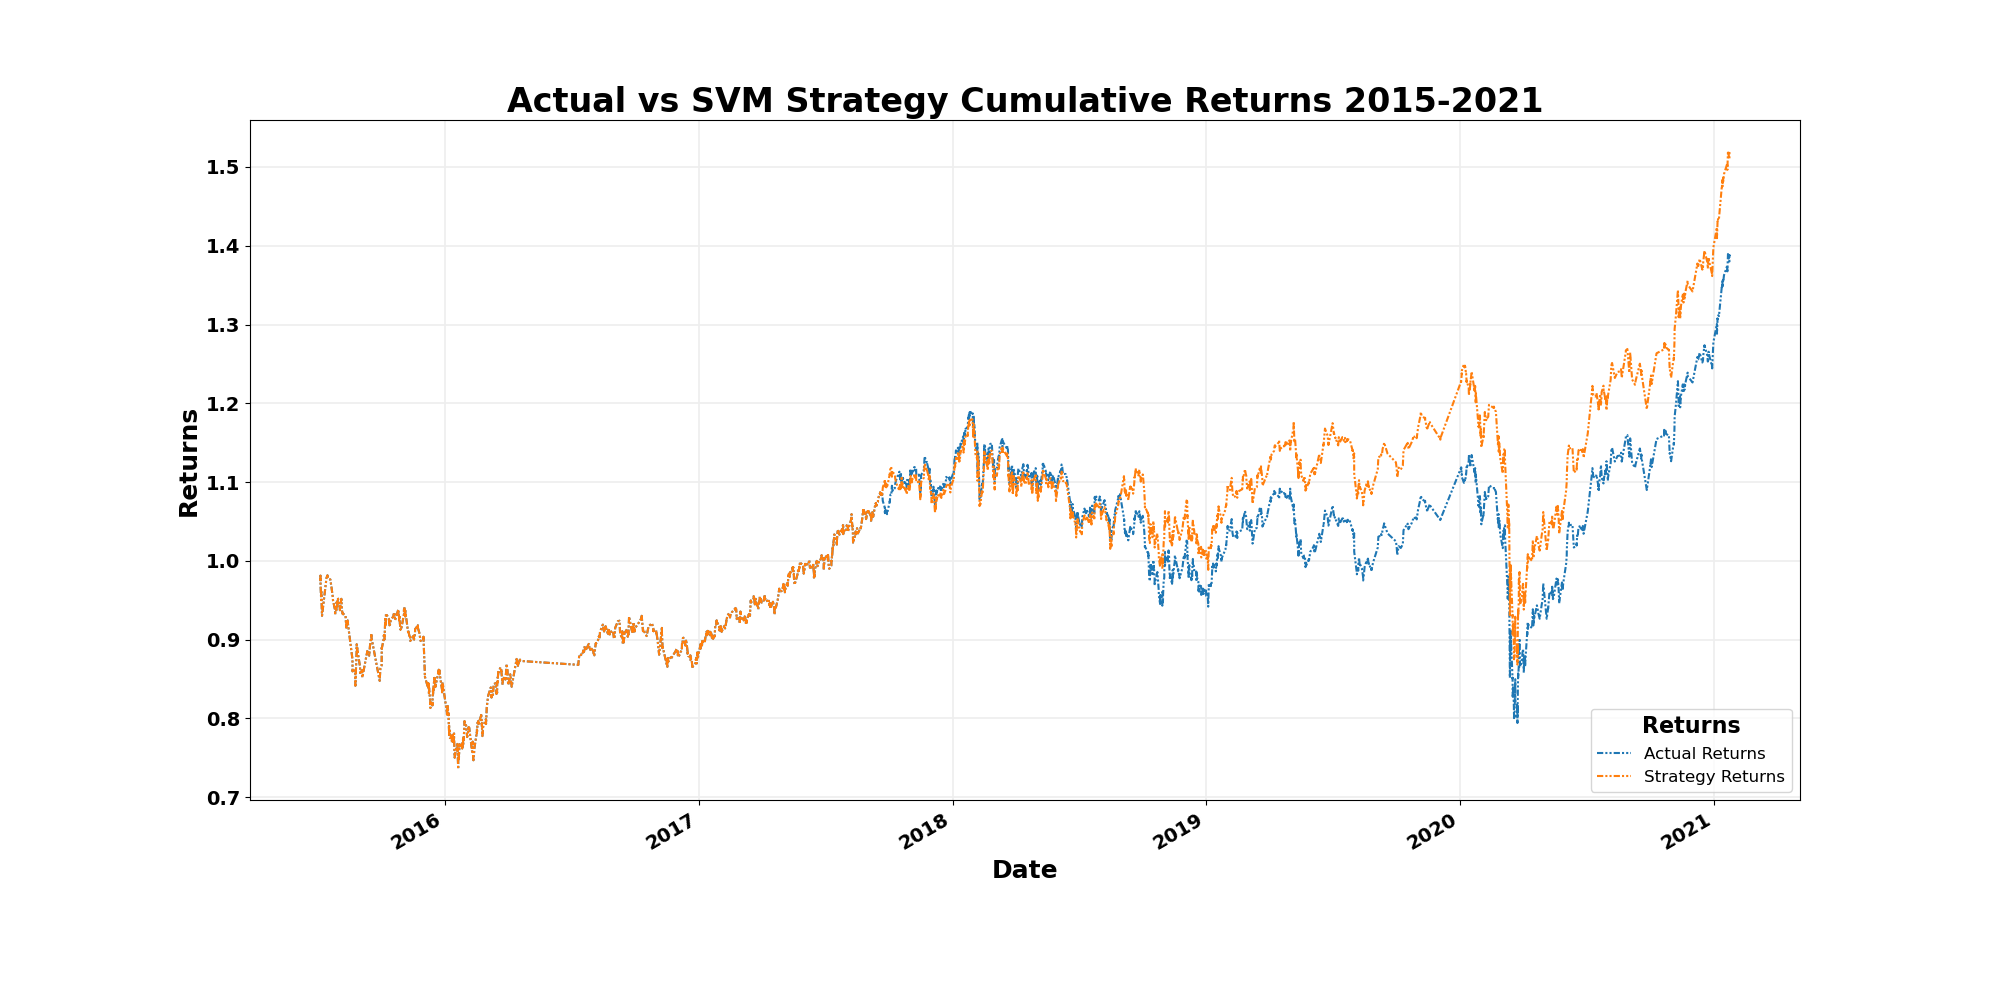 Actual vs SVM Strategy Cumulative Returns 2015-2021
Returns
1.5
1.4
1.3
1.2
1.1
1.0
0.9
0.8
0.7
2016
2017
2018
2019
2020
2021
Date
Returns
Actual Returns
Strategy Returns